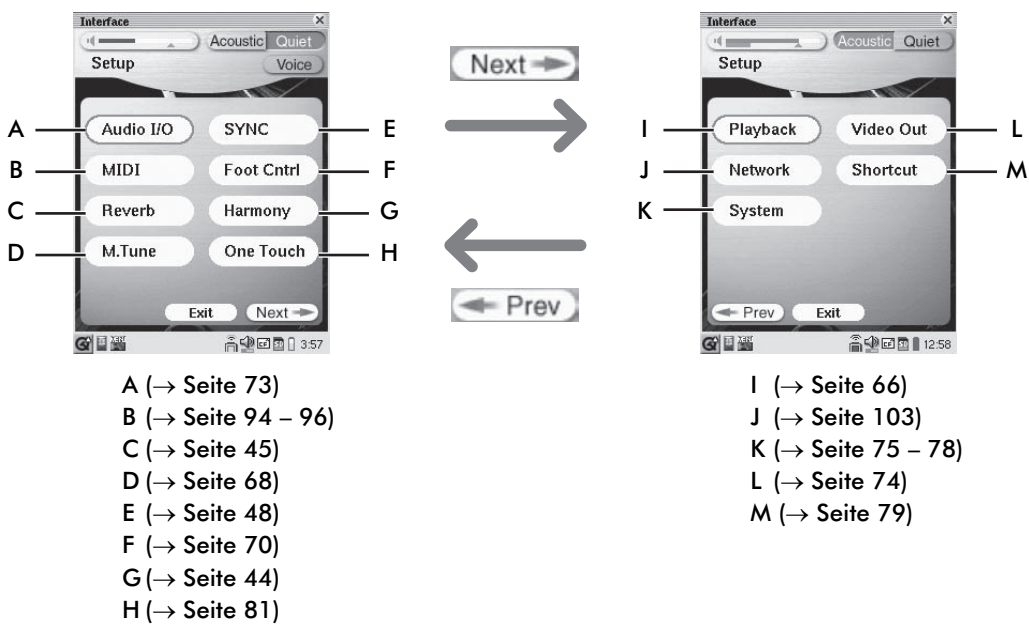 Interface
Acoustic Quiet
Setup Voice
A Audio I/O SYNC E
B MIDI Foot Cntrl F
C Reverb Harmony G
D M.Tune One Touch H
Exit Next
3:57
Next
Prev
Interface
Acoustic Quiet
Setup
I Playback Video Out L
J Network Shortcut M
K System
Prev Exit
12:58
A (→ Seite 73)
B (→ Seite 94 – 96)
C (→ Seite 45)
D (→ Seite 68)
E (→ Seite 48)
F (→ Seite 70)
G (→ Seite 44)
H (→ Seite 81)
I (→ Seite 66)
J (→ Seite 103)
K (→ Seite 75 – 78)
L (→ Seite 74)
M (→ Seite 79)